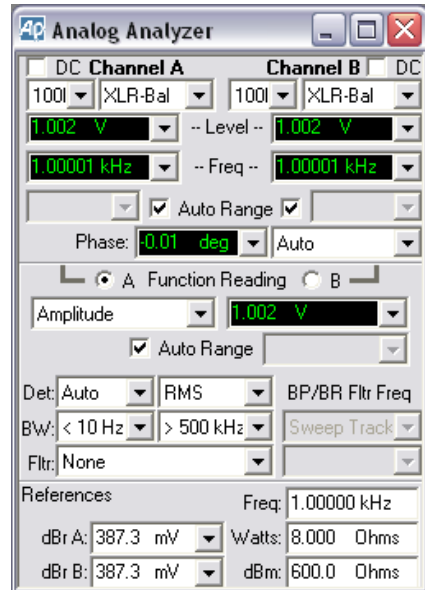 Ap Analog Analyzer
DC Channel A Channel B DC
100l XLR-Bal 100l XLR-Bal
1.002 V -- Level -- 1.002 V
1.00001 kHz -- Freq -- 1.00001 kHz
Auto Range
Phase: -0.01 deg Auto
A Function Reading B
Amplitude 1.002 V
Auto Range
Det: Auto RMS BP/BR Fltr Freq
BW: < 10 Hz > 500 kHz Sweep Track
Fltr: None
References Freq: 1.00000 kHz
dBr A: 387.3 mV Watts: 8.000 Ohms
dBr B: 387.3 mV dBm: 600.0 Ohms